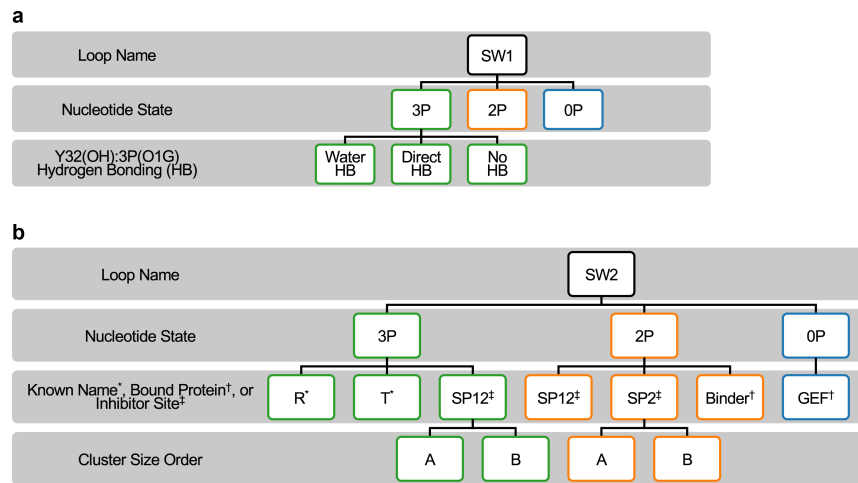 a
Loop Name
SW1
Nucleotide State
3P
2P
0P
Y32(OH):3P(O1G)
Hydrogen Bonding (HB)
Water
HB
Direct
HB
No
HB
b
Loop Name
SW2
Nucleotide State
3P
2P
0P
Known Name*, Bound Protein†, or
Inhibitor Site‡
R*
T*
SP12‡
SP12‡
SP2‡
Binder†
GEF†
Cluster Size Order
A
B
A
B